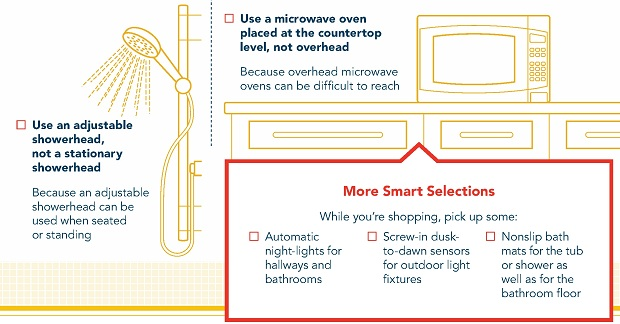 Use an adjustable
showerhead,
not a stationary
showerhead
Because an adjustable
showerhead can be
used when seated
or standing
Use a microwave oven
placed at the countertop
level, not overhead
Because overhead microwave
ovens can be difficult to reach
More Smart Selections
While you’re shopping, pick up some:
Automatic
night-lights for
hallways and
bathrooms
Screw-in dusk-
to-dawn sensors
for outdoor light
fixtures
Nonslip bath
mats for the tub
or shower as
well as for the
bathroom floor